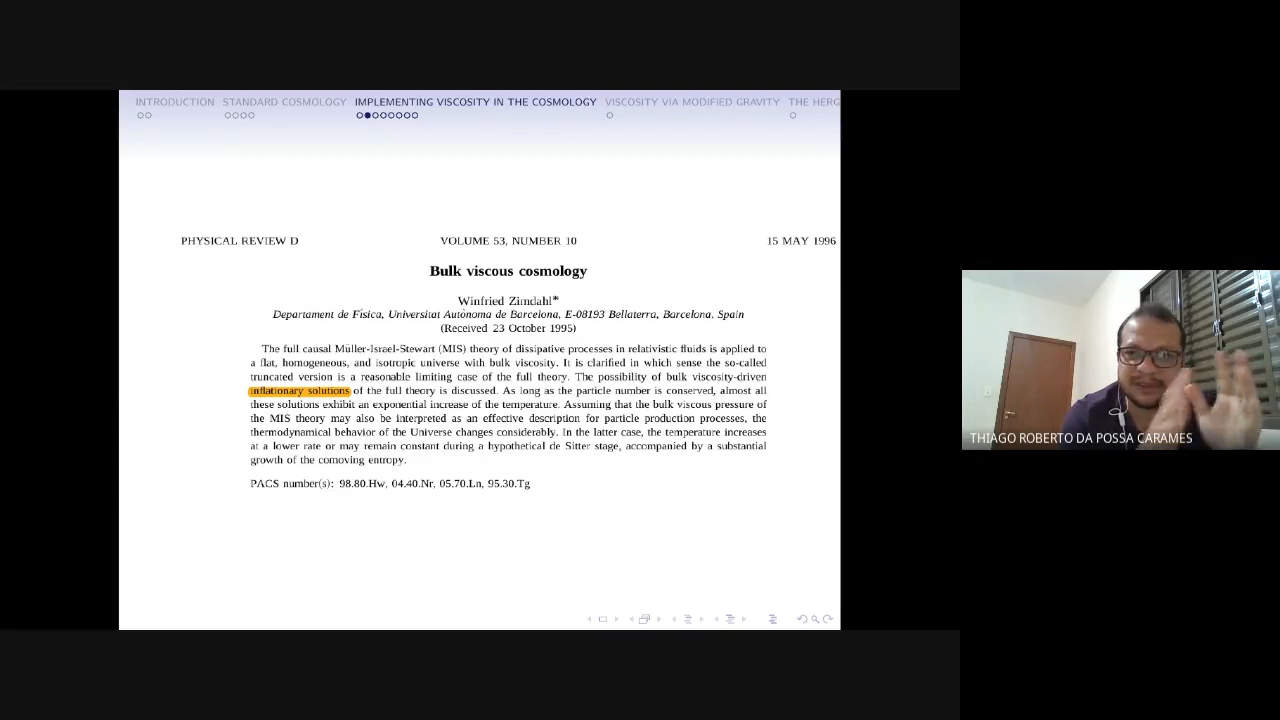 INTRODUCTION STANDARD COSMOLOGY IMPLEMENTING VISCOSITY IN THE COSMOLOGY VISCOSITY VIA MODIFIED GRAVITY THE HERG
PHYSICAL REVIEW D VOLUME 53, NUMBER 10 15 MAY 1996
Bulk viscous cosmology
Winfried Zimdahl*
Departament de Física, Universitat Autònoma de Barcelona, E-08193 Bellaterra, Barcelona, Spain
(Received 23 October 1995)
The full causal Müller-Israel-Stewart (MIS) theory of dissipative processes in relativistic fluids is applied to
a flat, homogeneous, and isotropic universe with bulk viscosity. It is clarified in which sense the so-called
truncated version is a reasonable limiting case of the full theory. The possibility of bulk viscosity-driven
inflationary solutions of the full theory is discussed. As long as the particle number is conserved, almost all
these solutions exhibit an exponential increase of the temperature. Assuming that the bulk viscous pressure of
the MIS theory may also be interpreted as an effective description for particle production processes, the
thermodynamical behavior of the Universe changes considerably. In the latter case, the temperature increases
at a lower rate or may remain constant during a hypothetical de Sitter stage, accompanied by a substantial
growth of the comoving entropy.
PACS number(s): 98.80.Hw, 04.40.Nr, 05.70.Ln, 95.30.Tg
THIAGO ROBERTO DA POSSA CARAMES